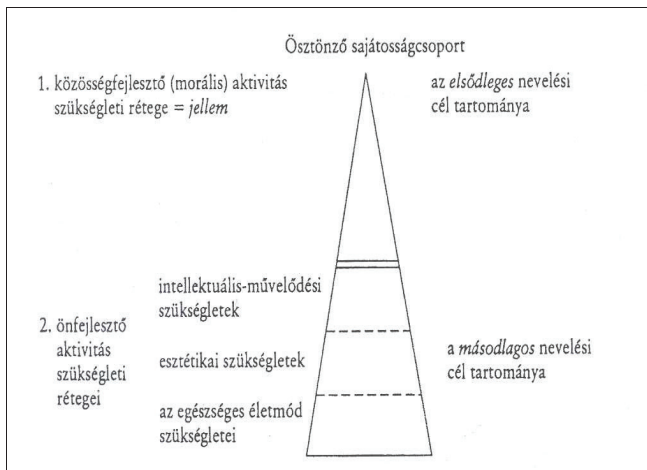 Ösztönző sajátosságcsoport
1. közösségfejlesztő (morális) aktivitás
szükségleti rétege = jellem
az elsődleges nevelési
cél tartománya
intellektuális-művelődési
szükségletek
2. önfejlesztő
aktivitás
szükségleti
rétegei
esztétikai szükségletek
az egészséges életmód
szükségletei
a másodlagos nevelési
cél tartománya